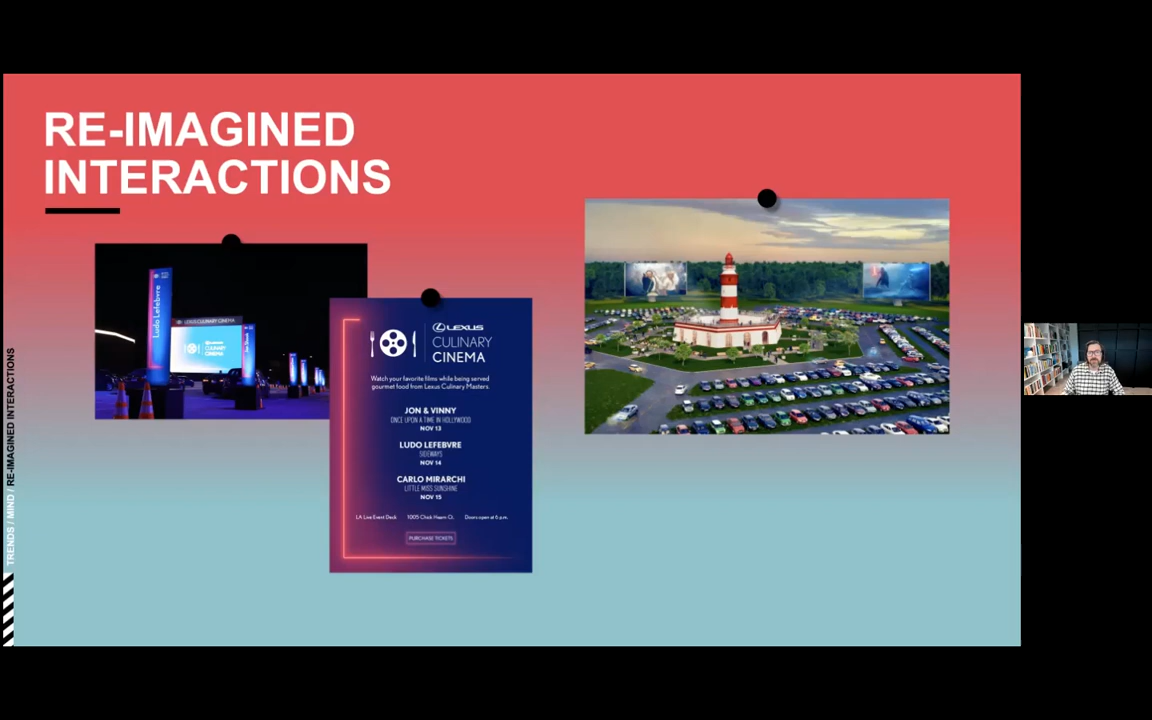 RE-IMAGINED
INTERACTIONS
Ludo Lefebvre
LEXUS CULINARY CINEMA
CULINARY
CINEMA
LEXUS
CULINARY
CINEMA
Watch your favorite films while being served
gourmet food from Lexus Culinary Masters.
JON & VINNY
ONCE UPON A TIME IN HOLLYWOOD
NOV 13
LUDO LEFEBVRE
SIDEWAYS
NOV 14
CARLO MIRARCHI
LITTLE MISS SUNSHINE
NOV 15
LA Live Event Deck 1005 Chick Hearn Ct. Doors open at 6 p.m.
PURCHASE TICKETS
TRENDS / MIND / RE-IMAGINED INTERACTIONS